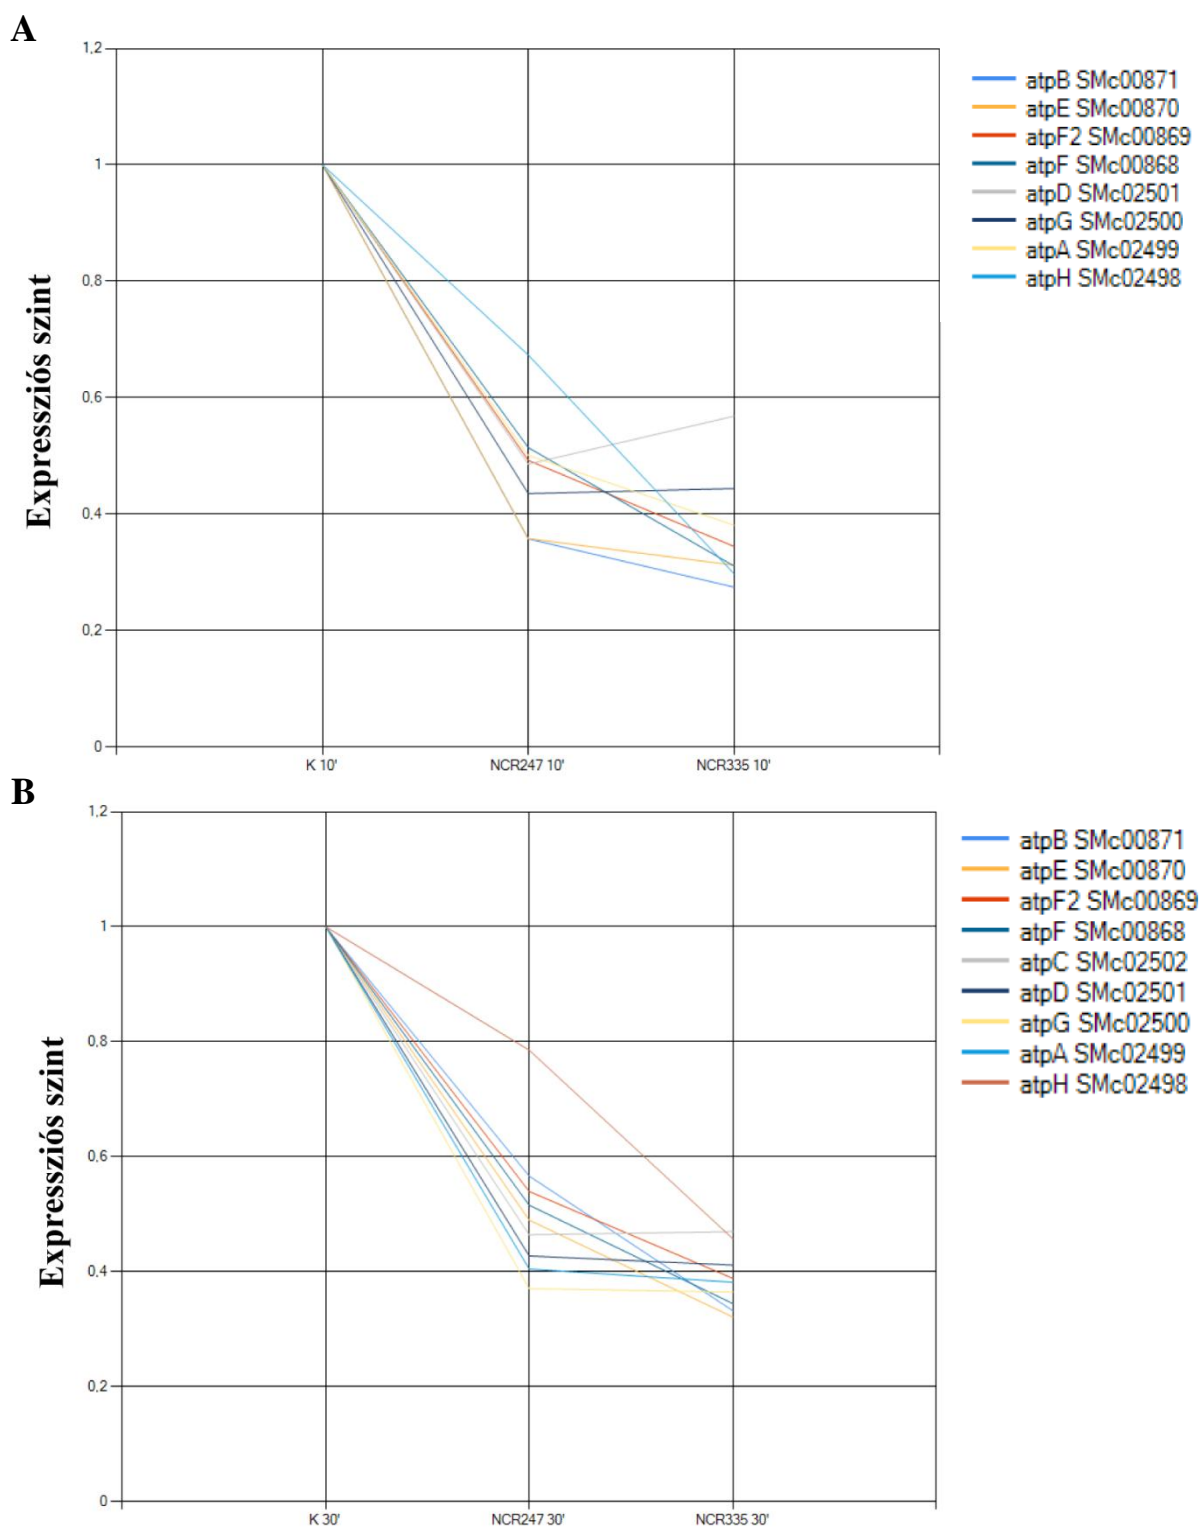 A
1,2
1
0,8
0,6
0,4
0,2
0
Expressziós szint
K 10'
NCR247 10'
NCR335 10'
atpB SMc00871
atpE SMc00870
atpF2 SMc00869
atpF SMc00868
atpD SMc02501
atpG SMc02500
atpA SMc02499
atpH SMc02498
B
1,2
1
0,8
0,6
0,4
0,2
0
Expressziós szint
K 30'
NCR247 30'
NCR335 30'
atpB SMc00871
atpE SMc00870
atpF2 SMc00869
atpF SMc00868
atpC SMc02502
atpD SMc02501
atpG SMc02500
atpA SMc02499
atpH SMc02498